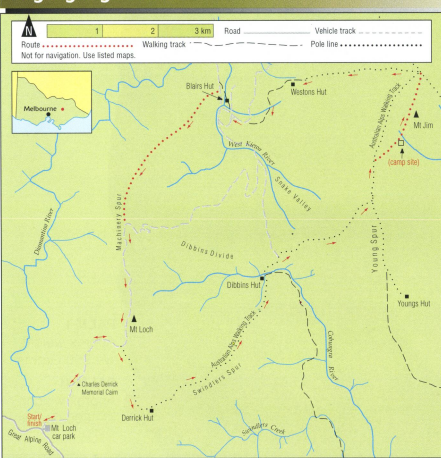 N
1 2 3 km
Road
Vehicle track
Route
Walking track
Pole line
Not for navigation. Use listed maps.
Melbourne
Blairs Hut
Westons Hut
Australian Alps Walking Track
Mt Jim
(camp site)
West Kiewa River
Snake Valley
Diamantina River
Machinery Spur
Dibbins Divide
Young Spur
Dibbins Hut
Youngs Hut
Mt Loch
Australian Alps Walking Track
Swindlers Spur
Cobungra River
Charles Derrick
Memorial Cairn
Derrick Hut
Start/
finish
Mt Loch
car park
Great Alpine Road
Swindlers Creek